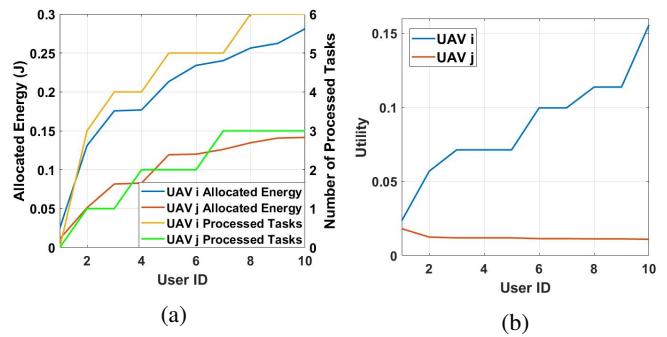 0.3
0.25
0.2
0.15
0.1
0.05
0
Allocated Energy (J)
6
5
4
3
2
1
0
Number of Processed Tasks
UAV i Allocated Energy
UAV j Allocated Energy
UAV i Processed Tasks
UAV j Processed Tasks
2 4 6 8 10
User ID
(a)
0.15
0.1
0.05
0
Utility
UAV i
UAV j
2 4 6 8 10
User ID
(b)